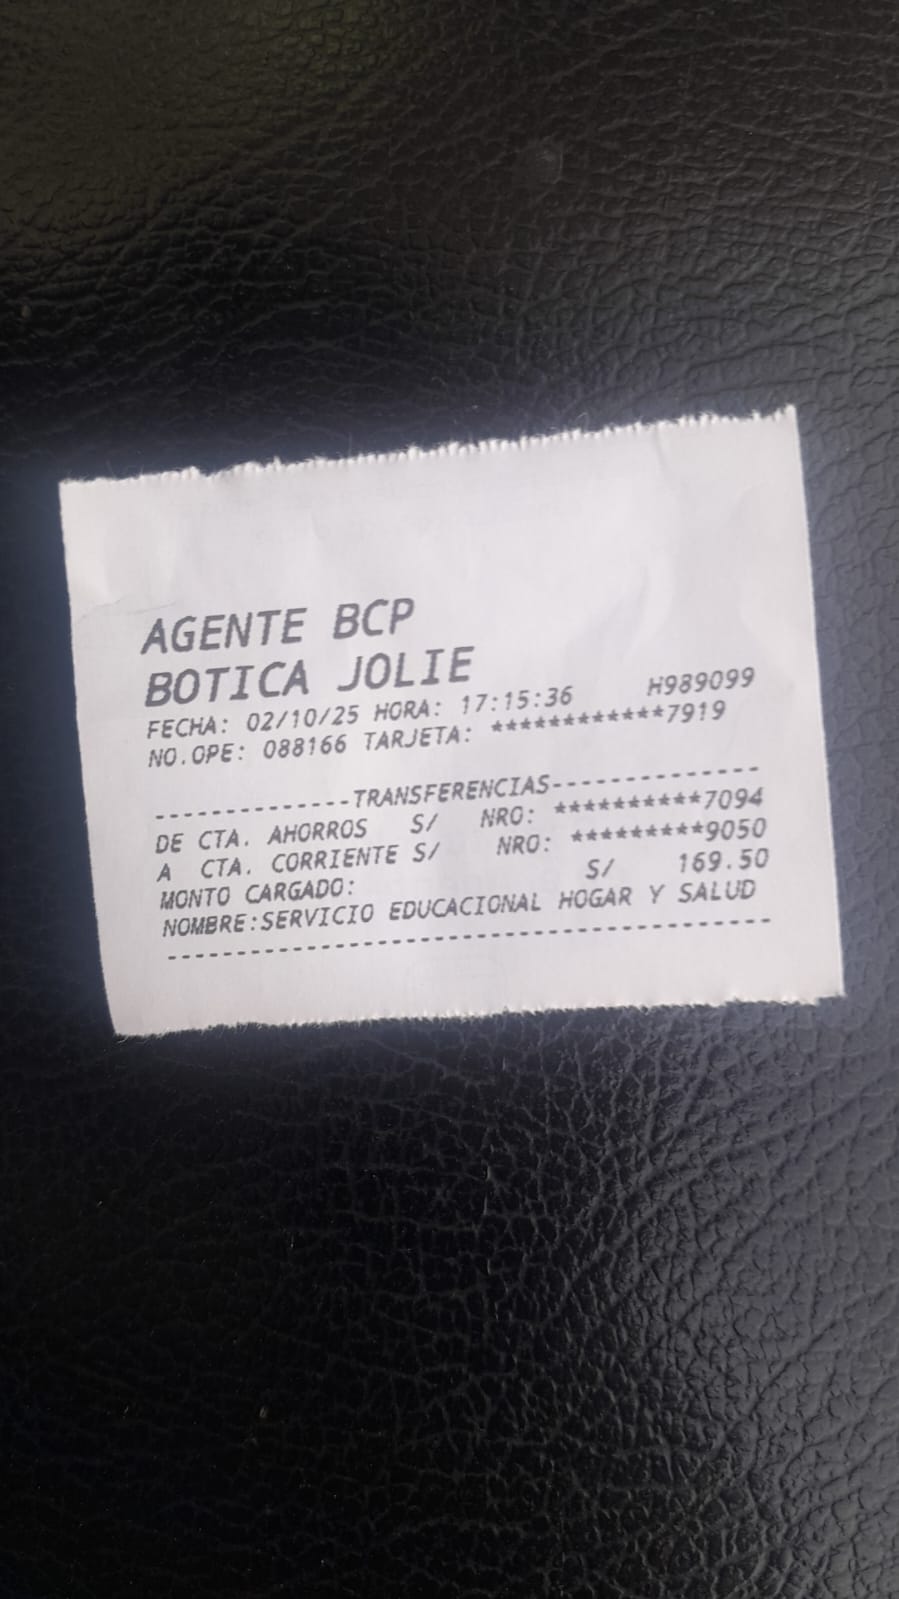 AGENTE BCP
BOTICA JOLIE
FECHA: 02/10/25 HORA: 17:15:36 H989099
NO.OPE: 088166 TARJETA: ************7919
--------------TRANSFERENCIAS--------------
DE CTA. AHORROS S/ NRO: **********7094
A CTA. CORRIENTE S/ NRO: *********9050
MONTO CARGADO: S/ 169.50
NOMBRE:SERVICIO EDUCACIONAL HOGAR Y SALUD
------------------------------------------